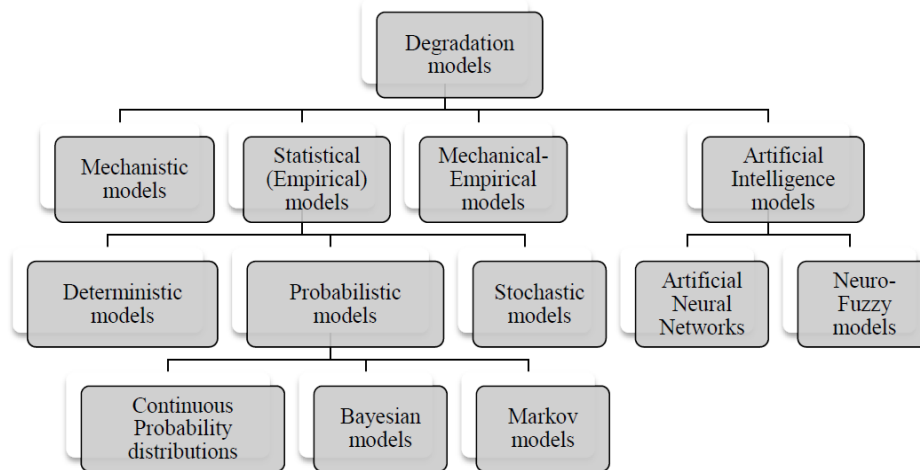 Degradation
models
Mechanistic
models
Statistical
(Empirical)
models
Mechanical-
Empirical
models
Artificial
Intelligence
models
Deterministic
models
Probabilistic
models
Stochastic
models
Artificial
Neural
Networks
Neuro-
Fuzzy
models
Continuous
Probability
distributions
Bayesian
models
Markov
models